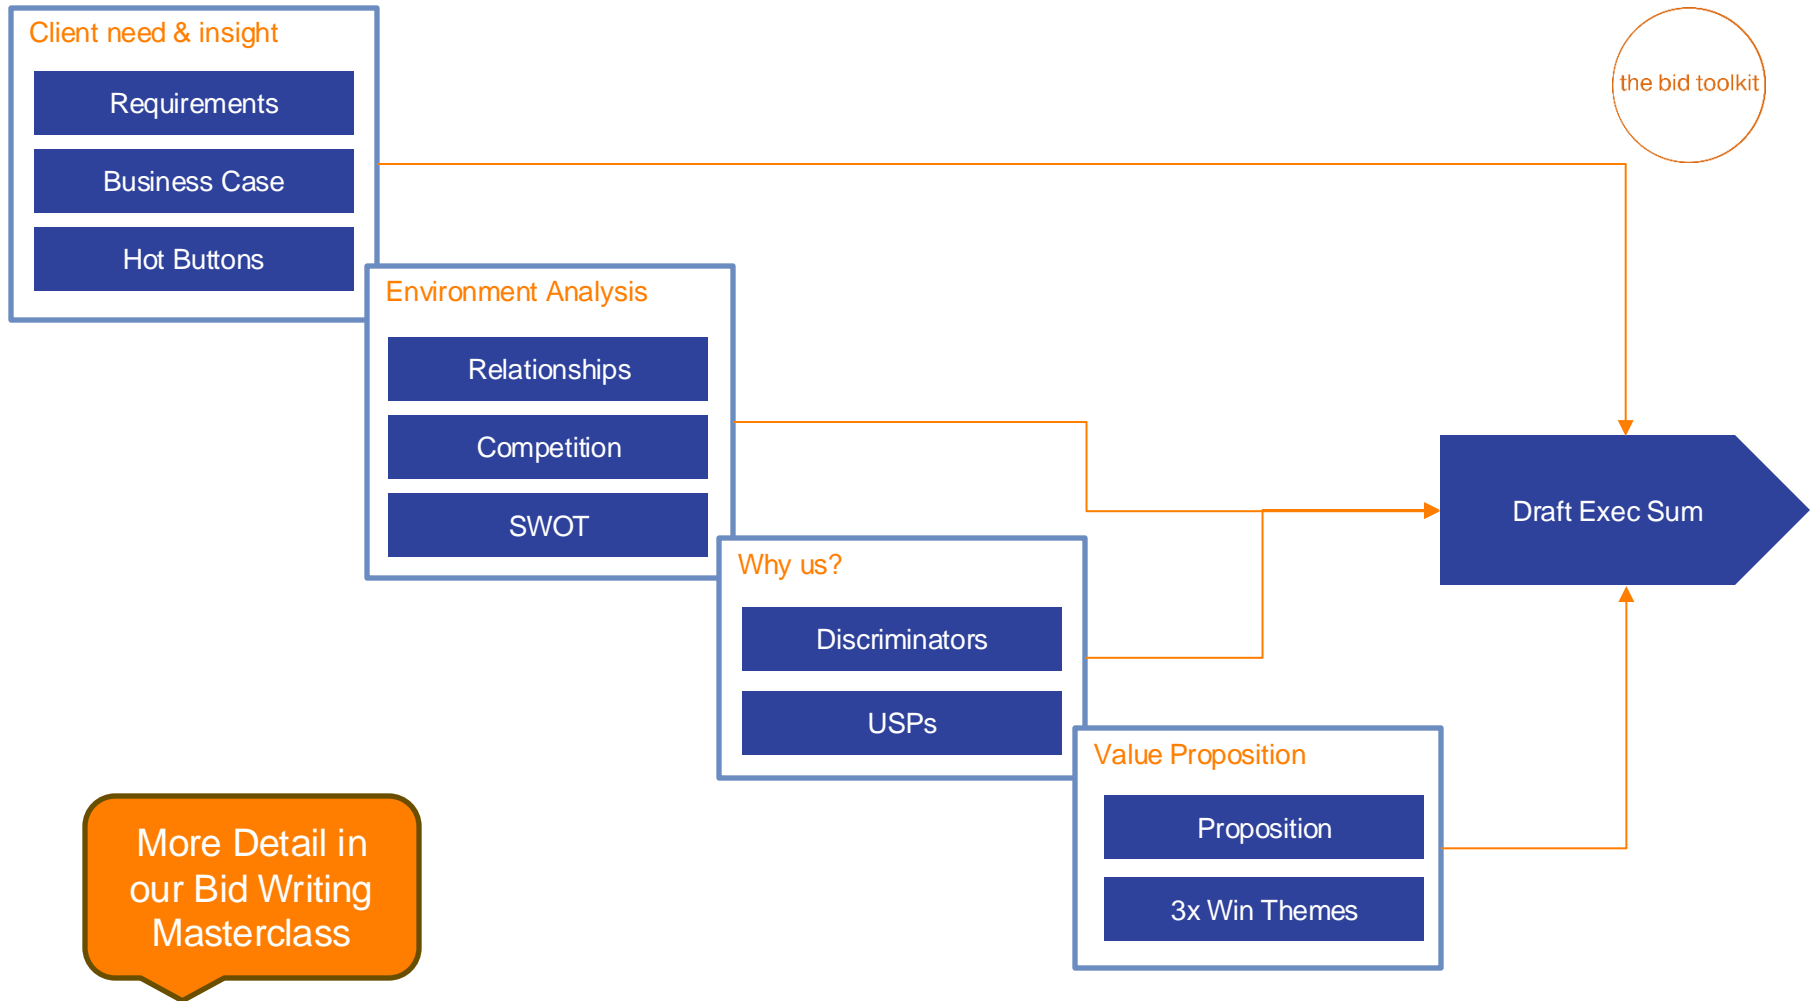 Client need & insight
Requirements
Business Case
Hot Buttons
the bid toolkit
Environment Analysis
Relationships
Competition
SWOT
Why us?
Discriminators
USPs
Value Proposition
Proposition
3x Win Themes
Draft Exec Sum
More Detail in
our Bid Writing
Masterclass